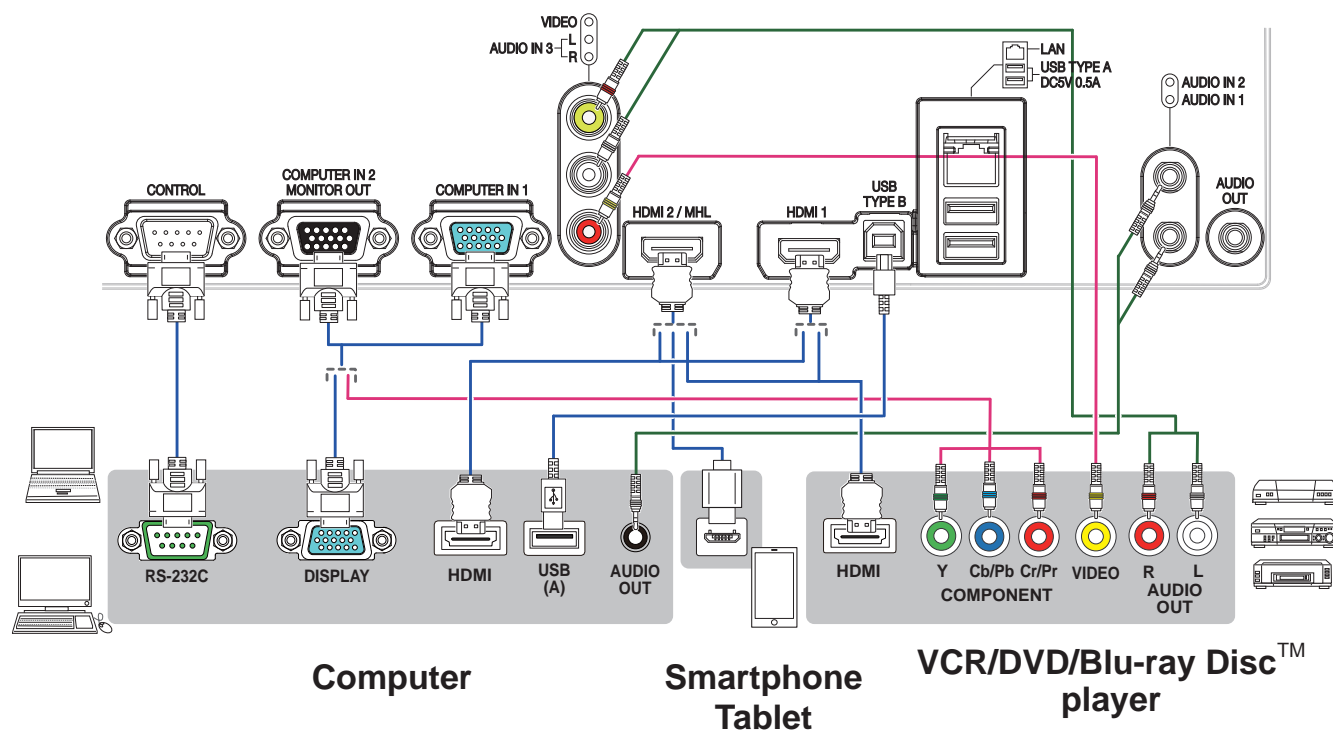 VIDEO
AUDIO IN 3
L
R
LAN
USB TYPE A
DC5V 0.5A
AUDIO IN 2
AUDIO IN 1
CONTROL
COMPUTER IN 2
MONITOR OUT
COMPUTER IN 1
HDMI 2 / MHL
HDMI 1
USB
TYPE B
AUDIO
OUT
RS-232C
DISPLAY
HDMI
USB
(A)
AUDIO
OUT
HDMI
Y
Cb/Pb
Cr/Pr
COMPONENT
VIDEO
R
L
AUDIO
OUT
Computer
Smartphone
Tablet
VCR/DVD/Blu-ray Disc™
player